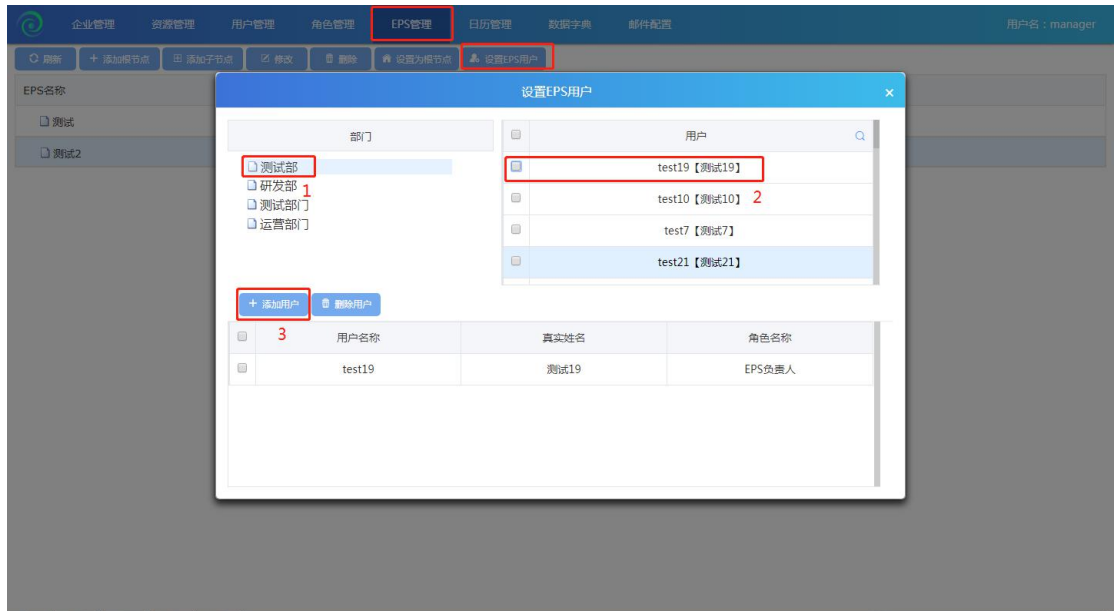 企业管理 资源管理 用户管理 角色管理 EPS管理 日历管理 数据字典 邮件配置 用户名：manager
刷新 + 添加根节点 添加子节点 修改 删除 设置为根节点 设置EPS用户
EPS名称
测试
测试2
设置EPS用户 ×
部门
测试部
研发部 1
测试部门
运营部门
用户
test19【测试19】
test10【测试10】 2
test7【测试7】
test21【测试21】
+ 添加用户 删除用户
3 用户名称 真实姓名 角色名称
test19 测试19 EPS负责人